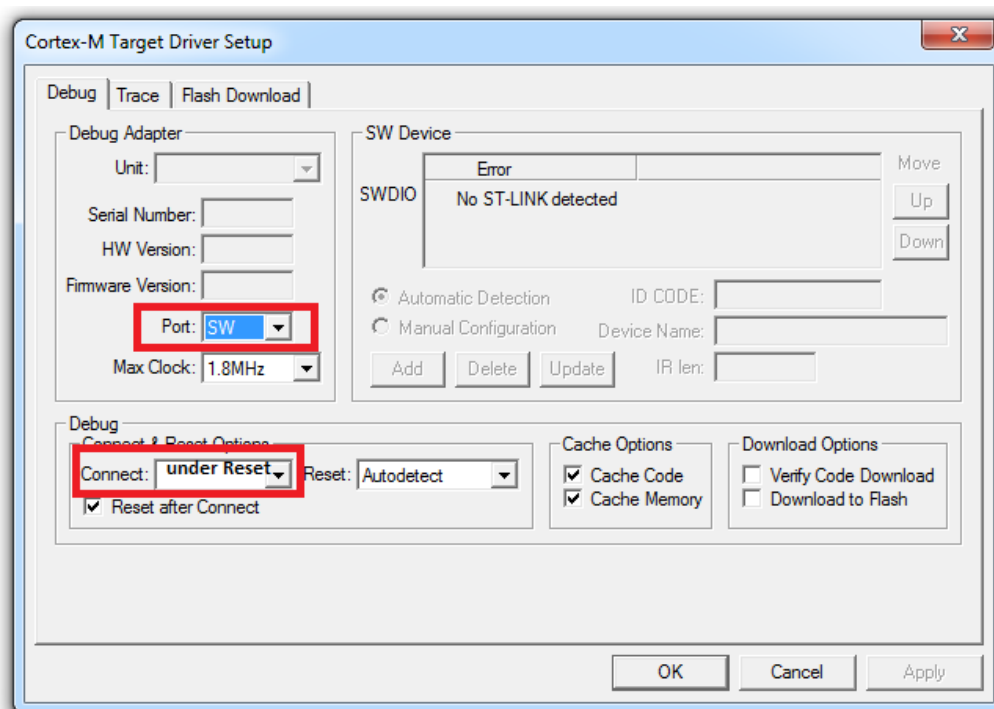 Cortex-M Target Driver Setup
Debug Trace Flash Download
Debug Adapter
Unit:
Serial Number:
HW Version:
Firmware Version:
Port: SW
Max Clock: 1.8MHz
SW Device
Error
SWDIO No ST-LINK detected
Move
Up
Down
Automatic Detection ID CODE:
Manual Configuration Device Name:
Add Delete Update IR len:
Debug
Connect & Reset Options
Connect: under Reset Reset: Autodetect
Reset after Connect
Cache Options
Cache Code
Cache Memory
Download Options
Verify Code Download
Download to Flash
OK Cancel Apply